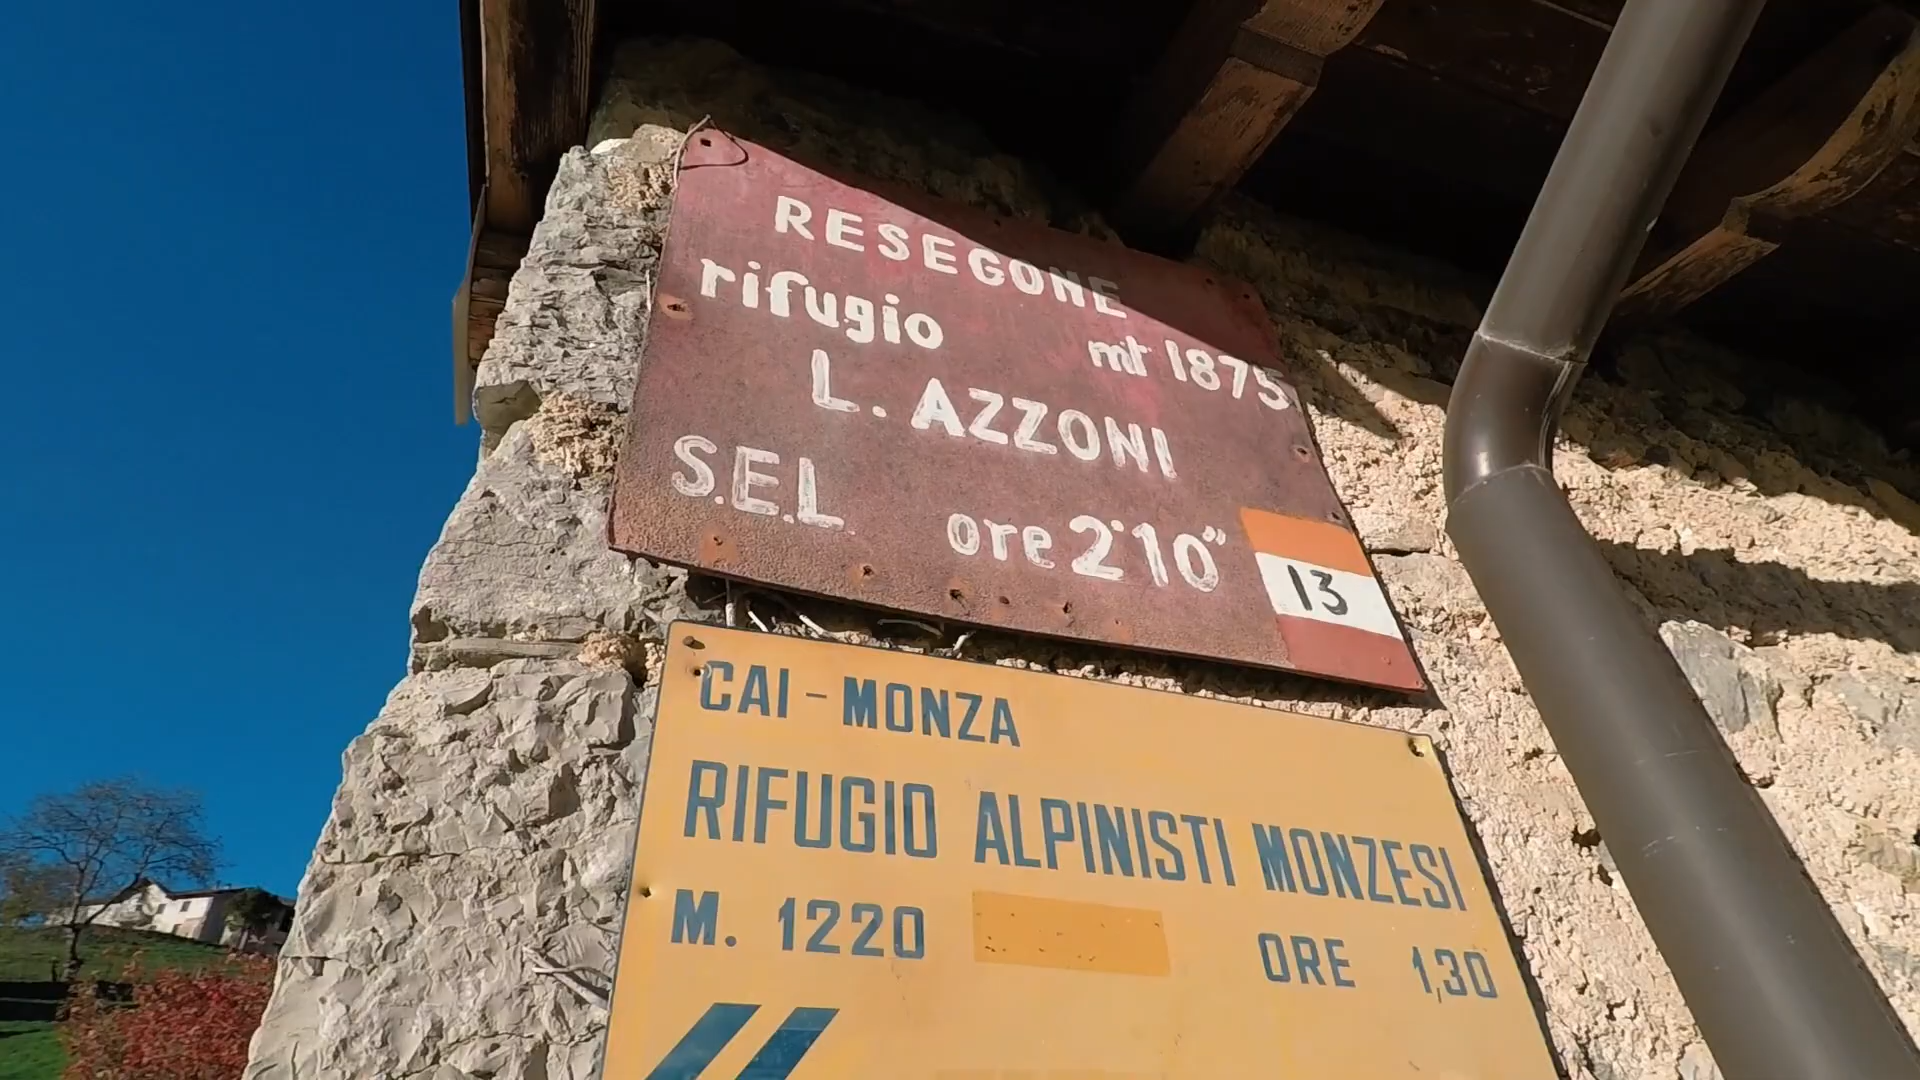 RESEGONE
rifugio mt 1875
L. AZZONI
S.E.L. ore 2°10"
13
CAI - MONZA
RIFUGIO ALPINISTI MONZESI
M. 1220 ORE 1,30